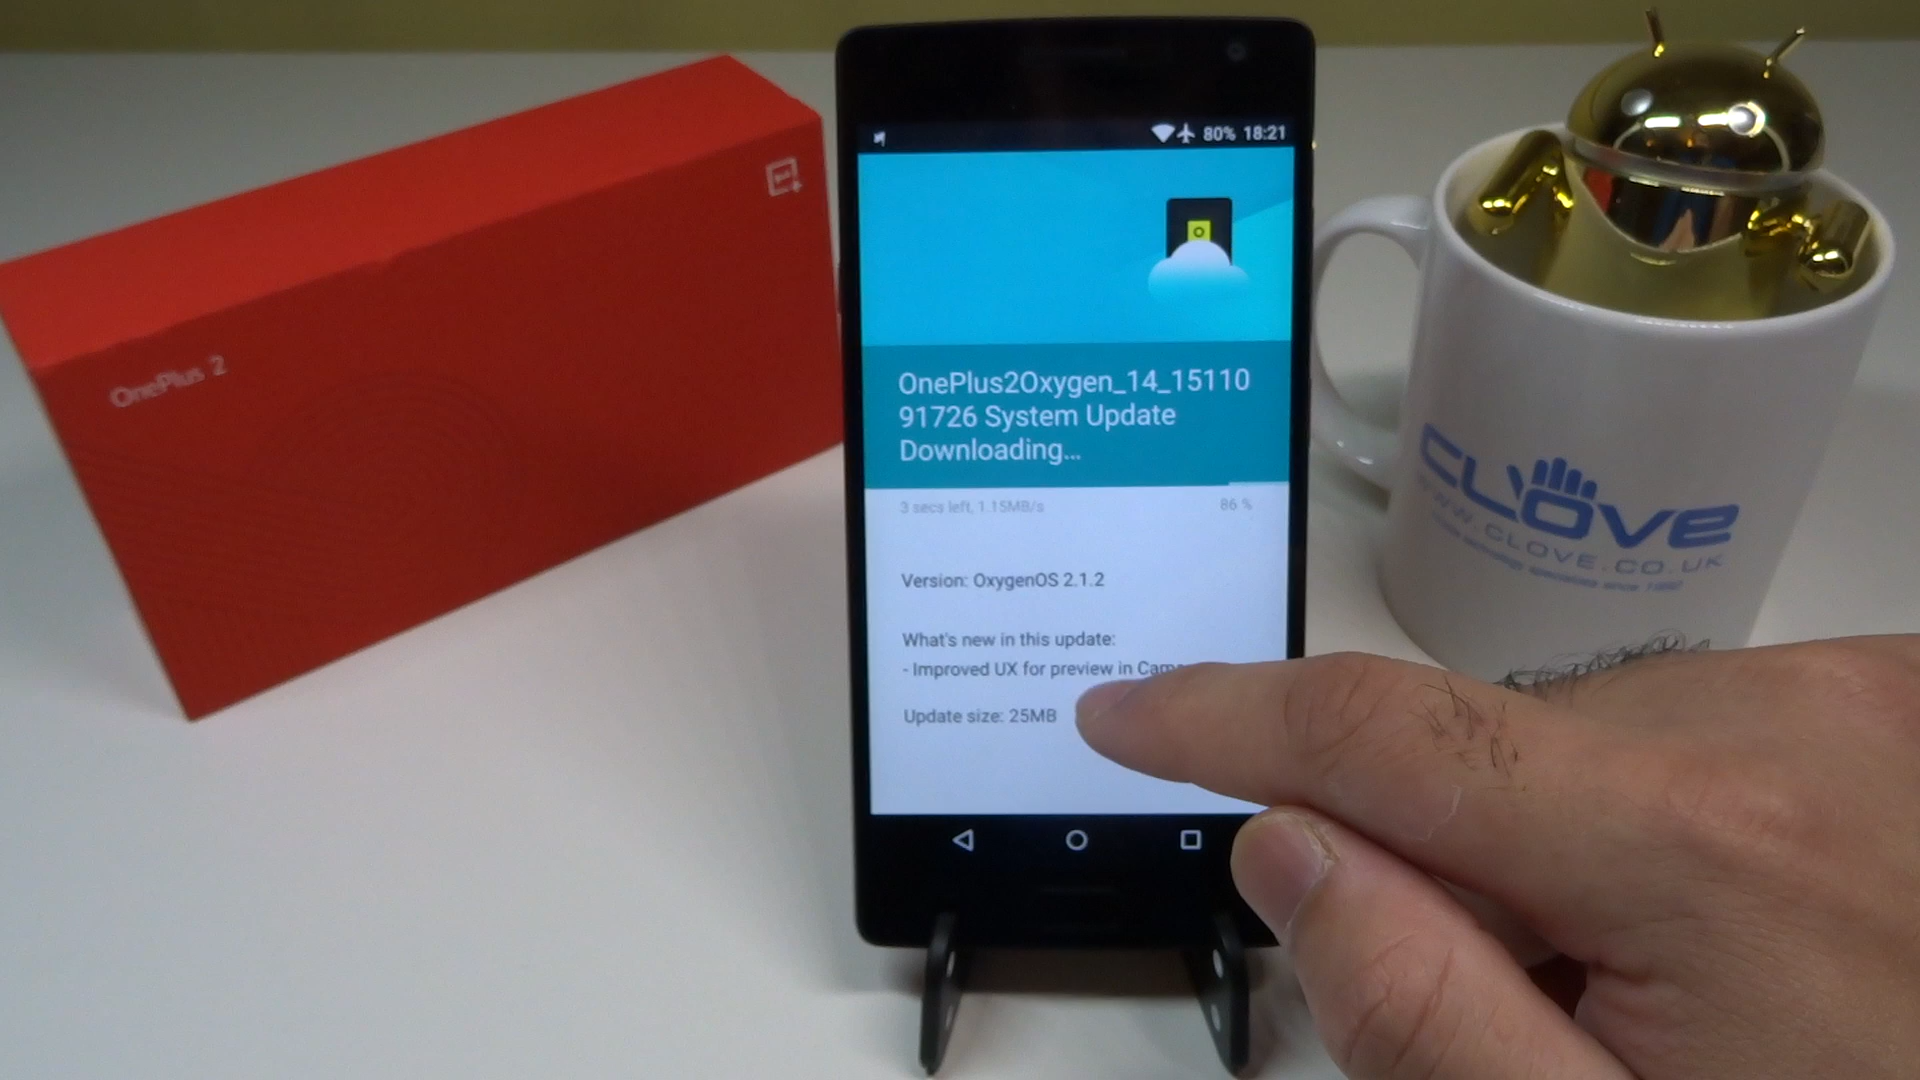 OnePlus 2
80% 18:21
OnePlus2Oxygen_14_15110
91726 System Update
Downloading...
3 secs left, 1.15MB/s
86 %
Version: OxygenOS 2.1.2
What's new in this update:
- Improved UX for preview in
Update size: 25MB
CLOVE
WWW.CLOVE.CO.UK